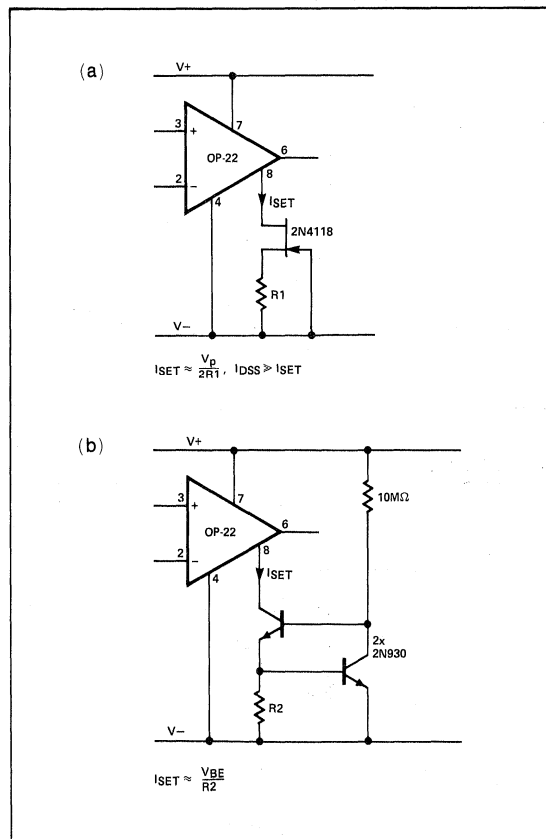 (a)
V+
7
3
+
OP-22
6
8
2
−
4
ISET
2N4118
R1
V−
ISET ≈ Vp/2R1, IDSS ≫ ISET
(b)
V+
10MΩ
7
3
+
OP-22
6
8
2
−
4
ISET
2x
2N930
R2
V−
ISET ≈ VBE/R2